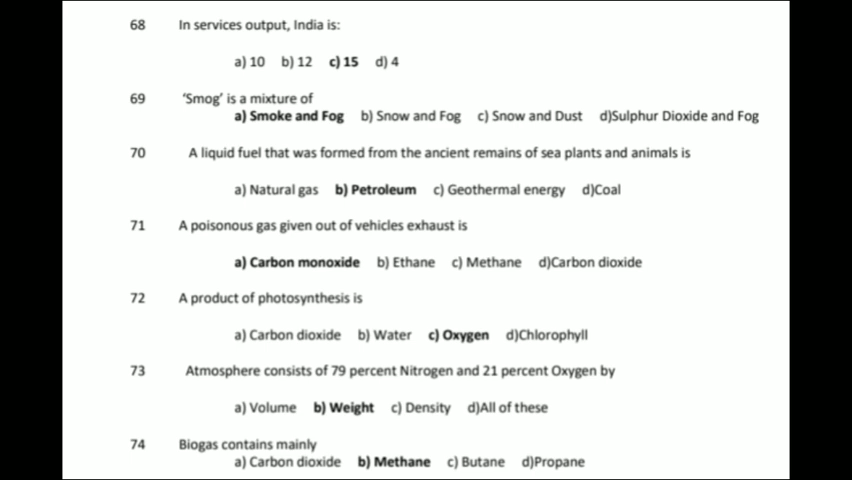 68 In services output, India is:
a) 10 b) 12 c) 15 d) 4
69 ‘Smog’ is a mixture of
a) Smoke and Fog b) Snow and Fog c) Snow and Dust d)Sulphur Dioxide and Fog
70 A liquid fuel that was formed from the ancient remains of sea plants and animals is
a) Natural gas b) Petroleum c) Geothermal energy d)Coal
71 A poisonous gas given out of vehicles exhaust is
a) Carbon monoxide b) Ethane c) Methane d)Carbon dioxide
72 A product of photosynthesis is
a) Carbon dioxide b) Water c) Oxygen d)Chlorophyll
73 Atmosphere consists of 79 percent Nitrogen and 21 percent Oxygen by
a) Volume b) Weight c) Density d)All of these
74 Biogas contains mainly
a) Carbon dioxide b) Methane c) Butane d)Propane